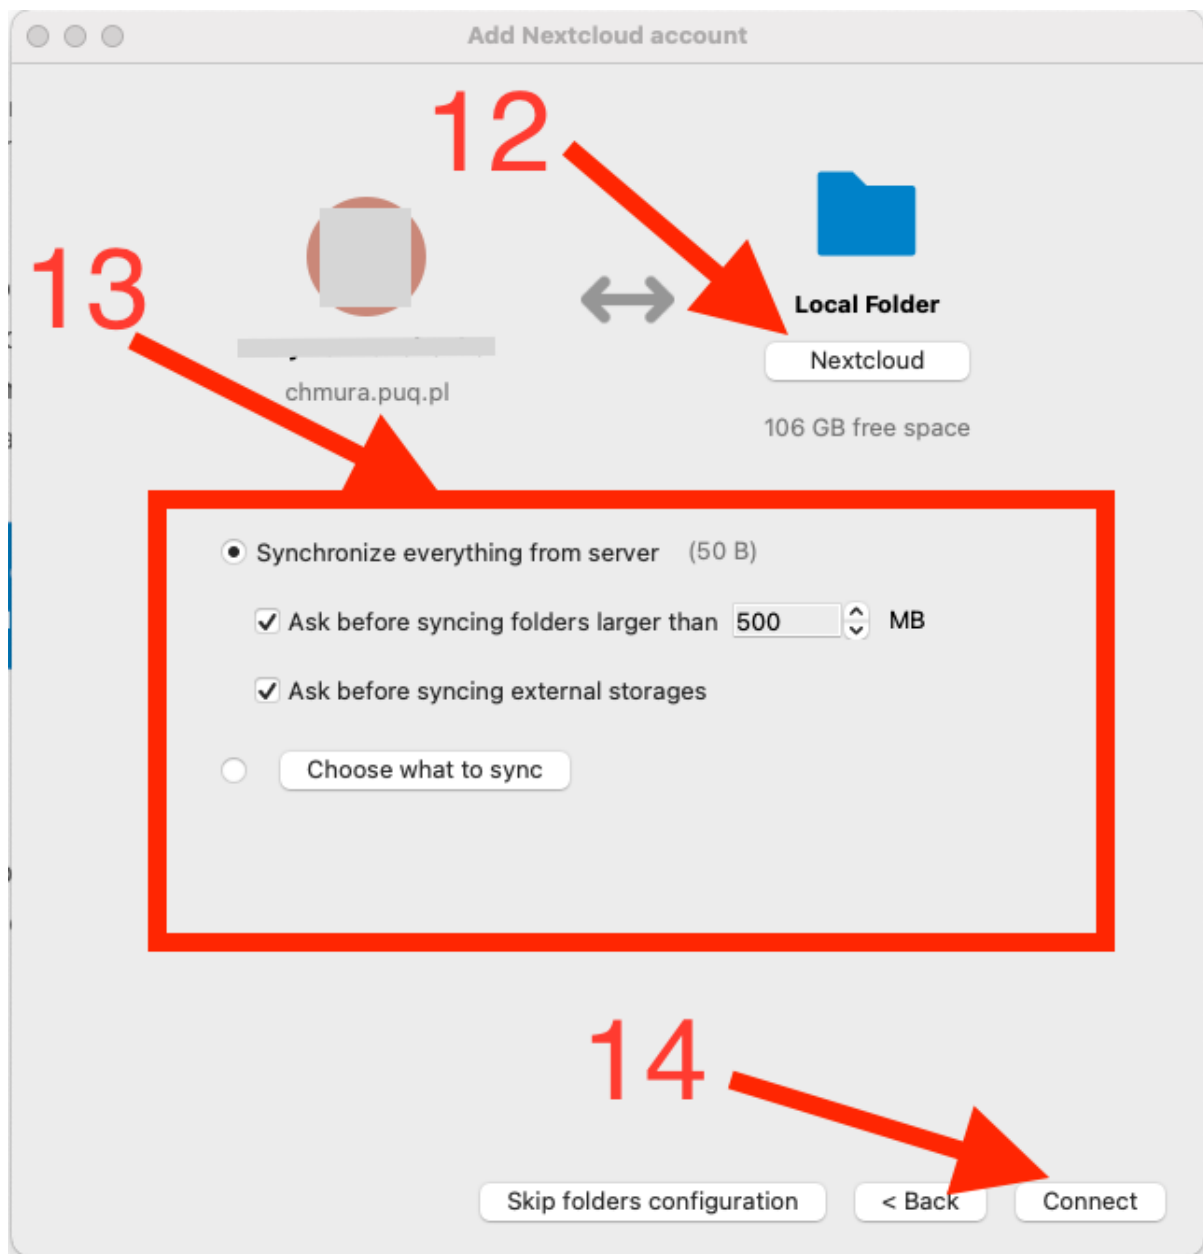 Add Nextcloud account
12
13
Local Folder
Nextcloud
chmura.puq.pl
106 GB free space
Synchronize everything from server (50 B)
Ask before syncing folders larger than 500 MB
Ask before syncing external storages
Choose what to sync
14
Skip folders configuration < Back Connect